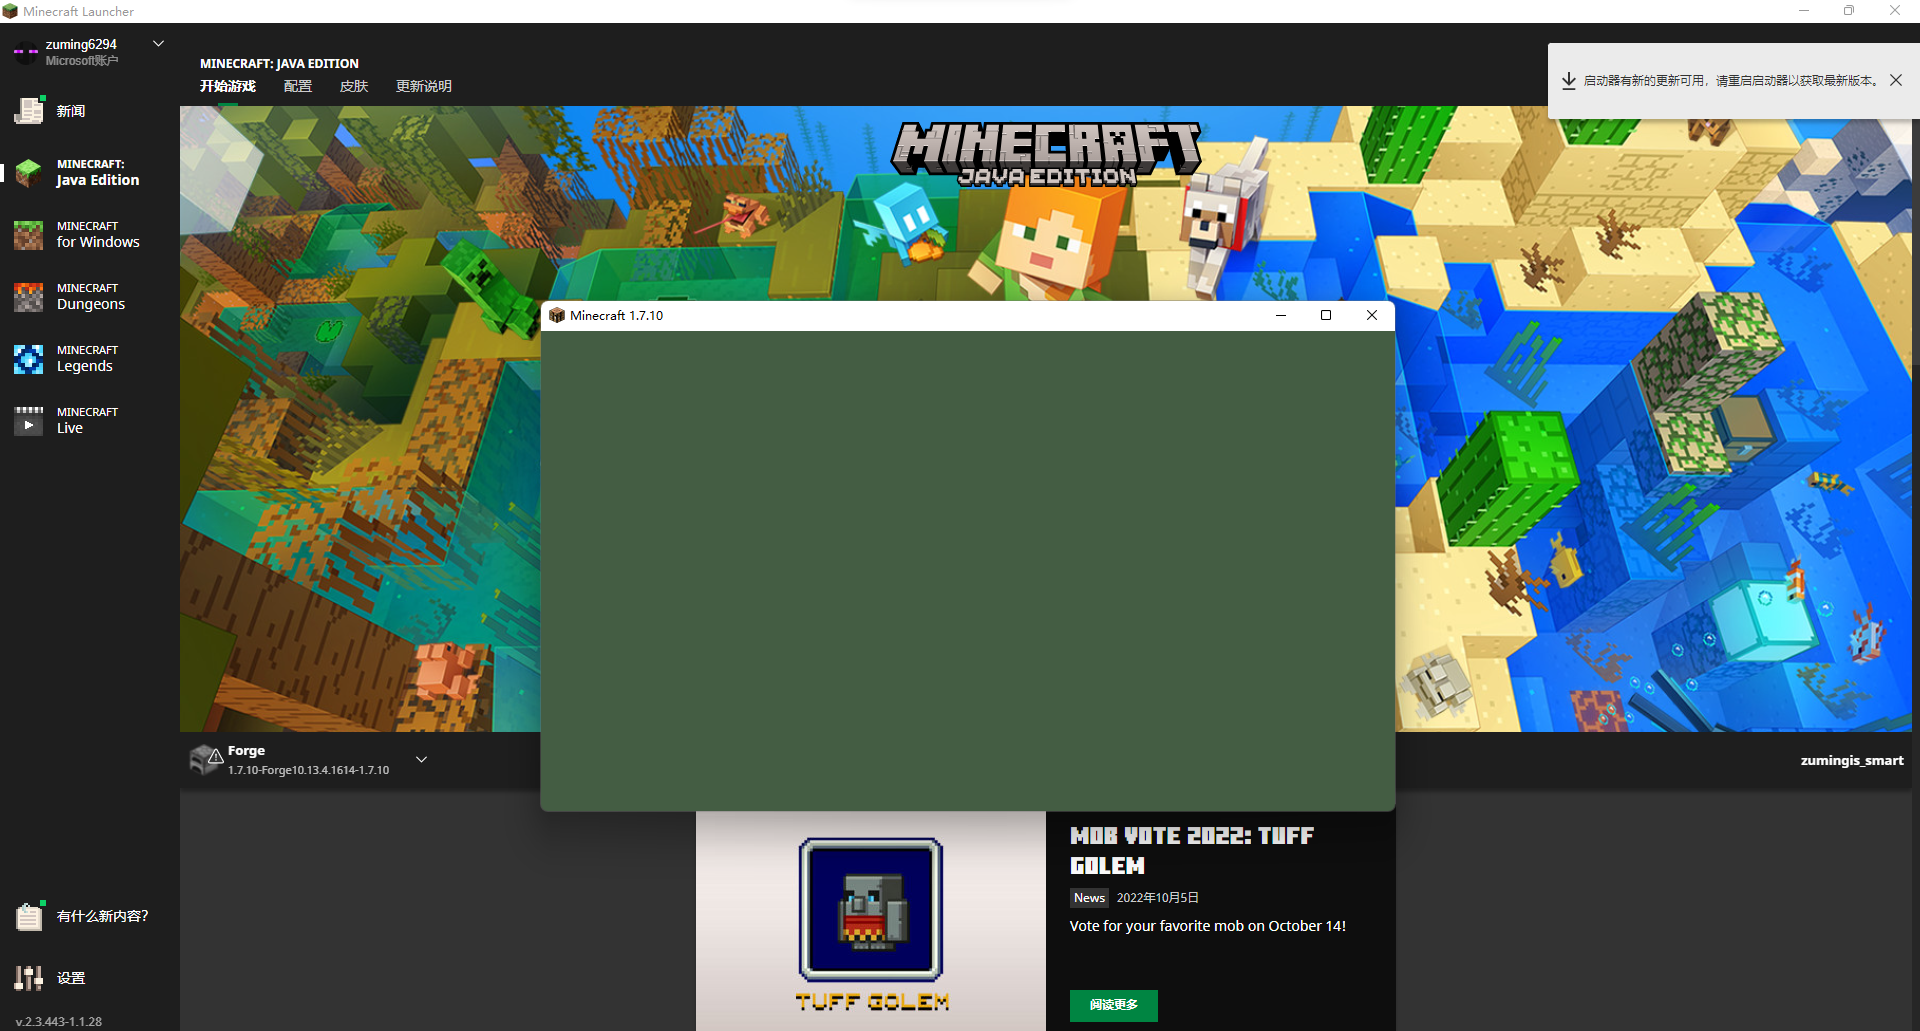 Minecraft Launcher
zuming6294
Microsoft账户
新闻
MINECRAFT:
Java Edition
MINECRAFT
for Windows
MINECRAFT
Dungeons
MINECRAFT
Legends
MINECRAFT
Live
有什么新内容?
设置
v.2.3.443-1.1.28
MINECRAFT: JAVA EDITION
开始游戏
配置
皮肤
更新说明
启动器有新的更新可用，请重启启动器以获取最新版本。
MINECRAFT
JAVA EDITION
Minecraft 1.7.10
Forge
1.7.10-Forge10.13.4.1614-1.7.10
zumingis_smart
TUFF GOLEM
MOB VOTE 2022: TUFF
GOLEM
News 2022年10月5日
Vote for your favorite mob on October 14!
阅读更多